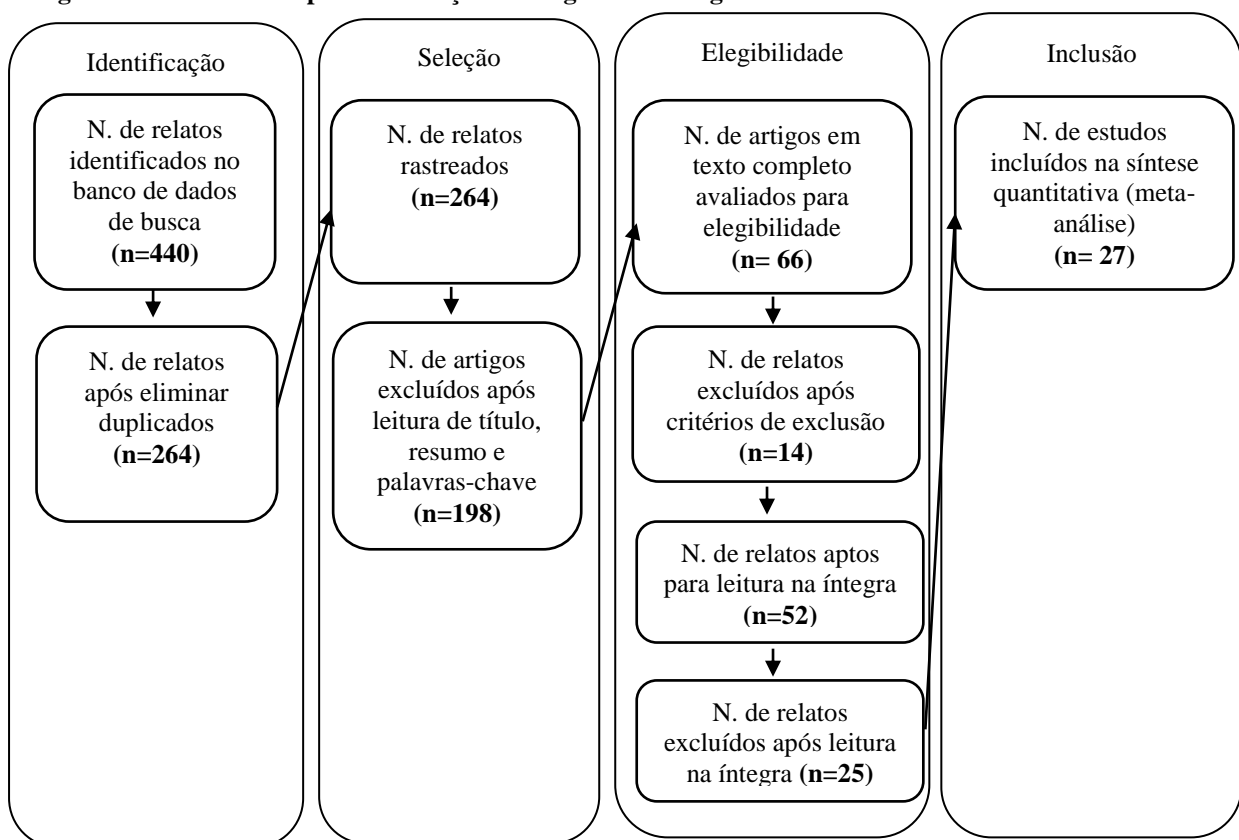 Identificação
N. de relatos
identificados no
banco de dados
de busca
(n=440)
N. de relatos
após eliminar
duplicados
(n=264)
Seleção
N. de relatos
rastreados
(n=264)
N. de artigos
excluídos após
leitura de título,
resumo e
palavras-chave
(n=198)
Elegibilidade
N. de artigos em
texto completo
avaliados para
elegibilidade
(n= 66)
N. de relatos
excluídos após
critérios de exclusão
(n=14)
N. de relatos aptos
para leitura na íntegra
(n=52)
N. de relatos
excluídos após leitura
na íntegra (n=25)
Inclusão
N. de estudos
incluídos na síntese
quantitativa (meta-
análise)
(n= 27)